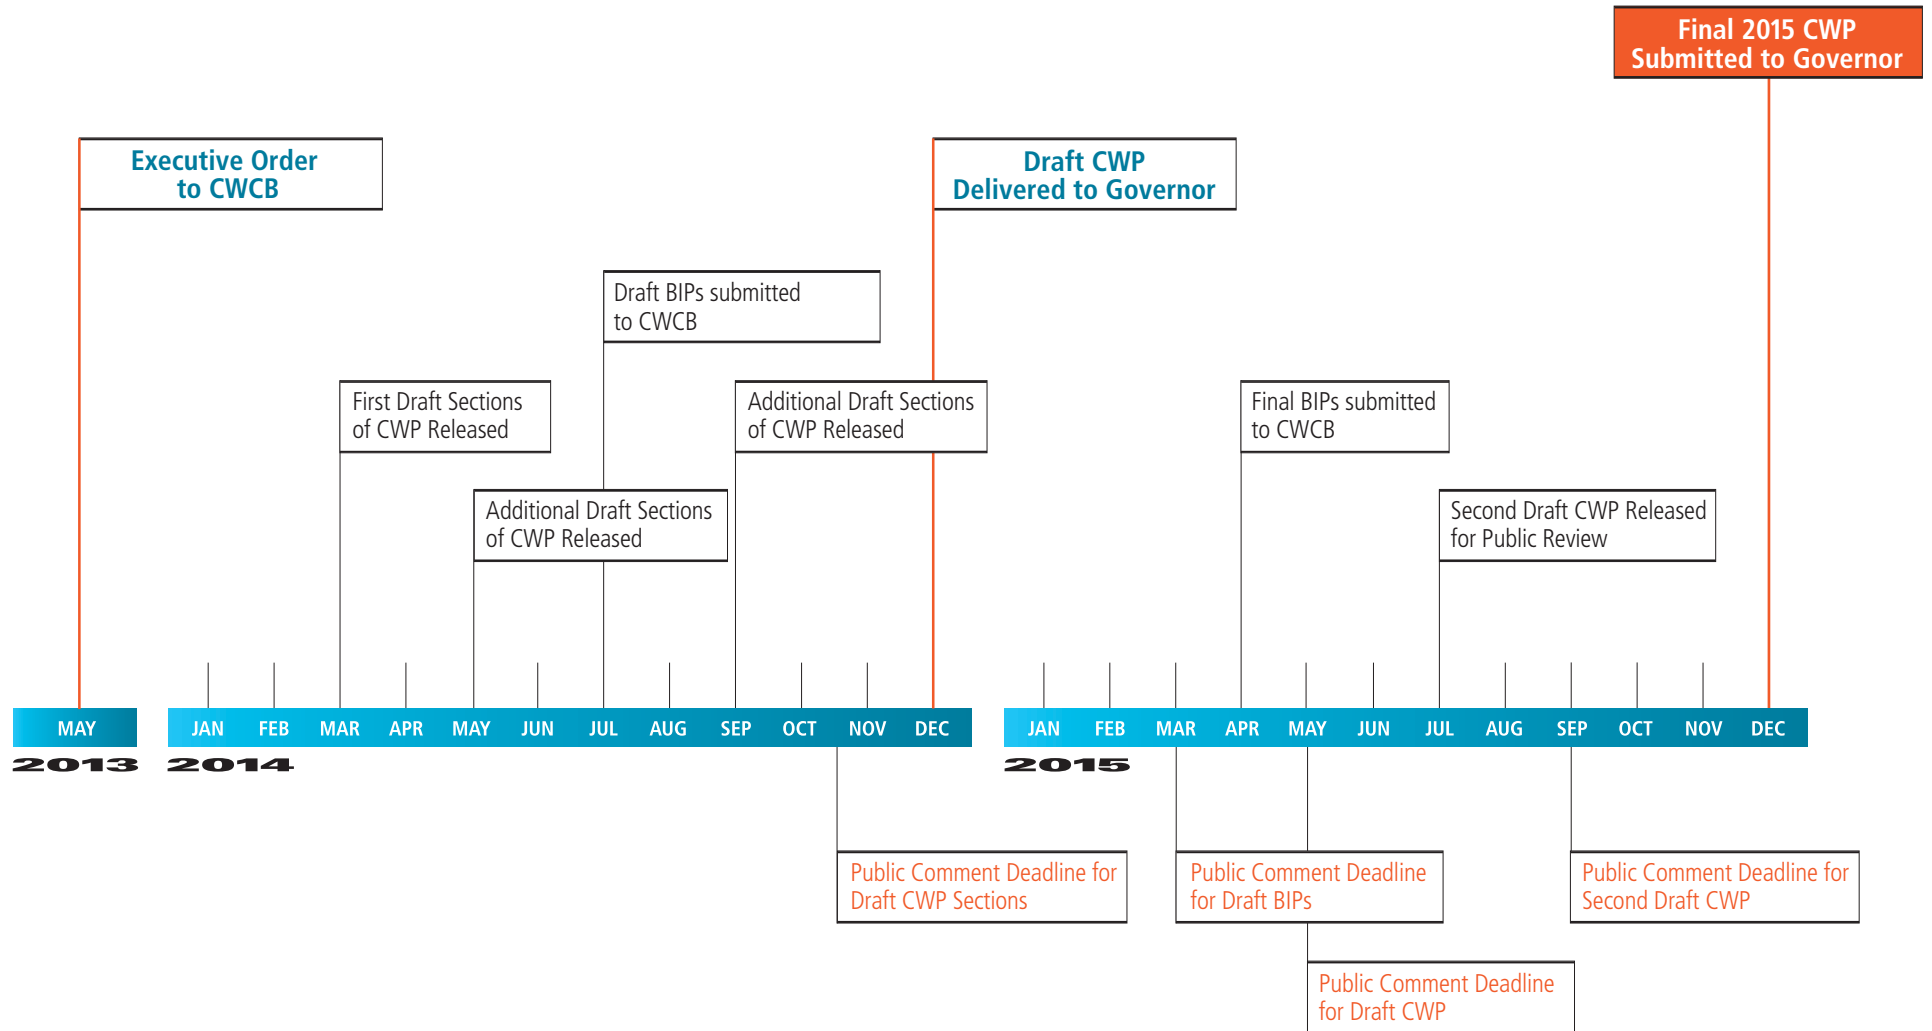 Final 2015 CWP
Submitted to Governor
Executive Order
to CWCB
Draft CWP
Delivered to Governor
Draft BIPs submitted
to CWCB
First Draft Sections
of CWP Released
Additional Draft Sections
of CWP Released
Final BIPs submitted
to CWCB
Additional Draft Sections
of CWP Released
Second Draft CWP Released
for Public Review
MAY
JAN FEB MAR APR MAY JUN JUL AUG SEP OCT NOV DEC
JAN FEB MAR APR MAY JUN JUL AUG SEP OCT NOV DEC
2013
2014
2015
Public Comment Deadline for
Draft CWP Sections
Public Comment Deadline
for Draft BIPs
Public Comment Deadline for
Second Draft CWP
Public Comment Deadline
for Draft CWP